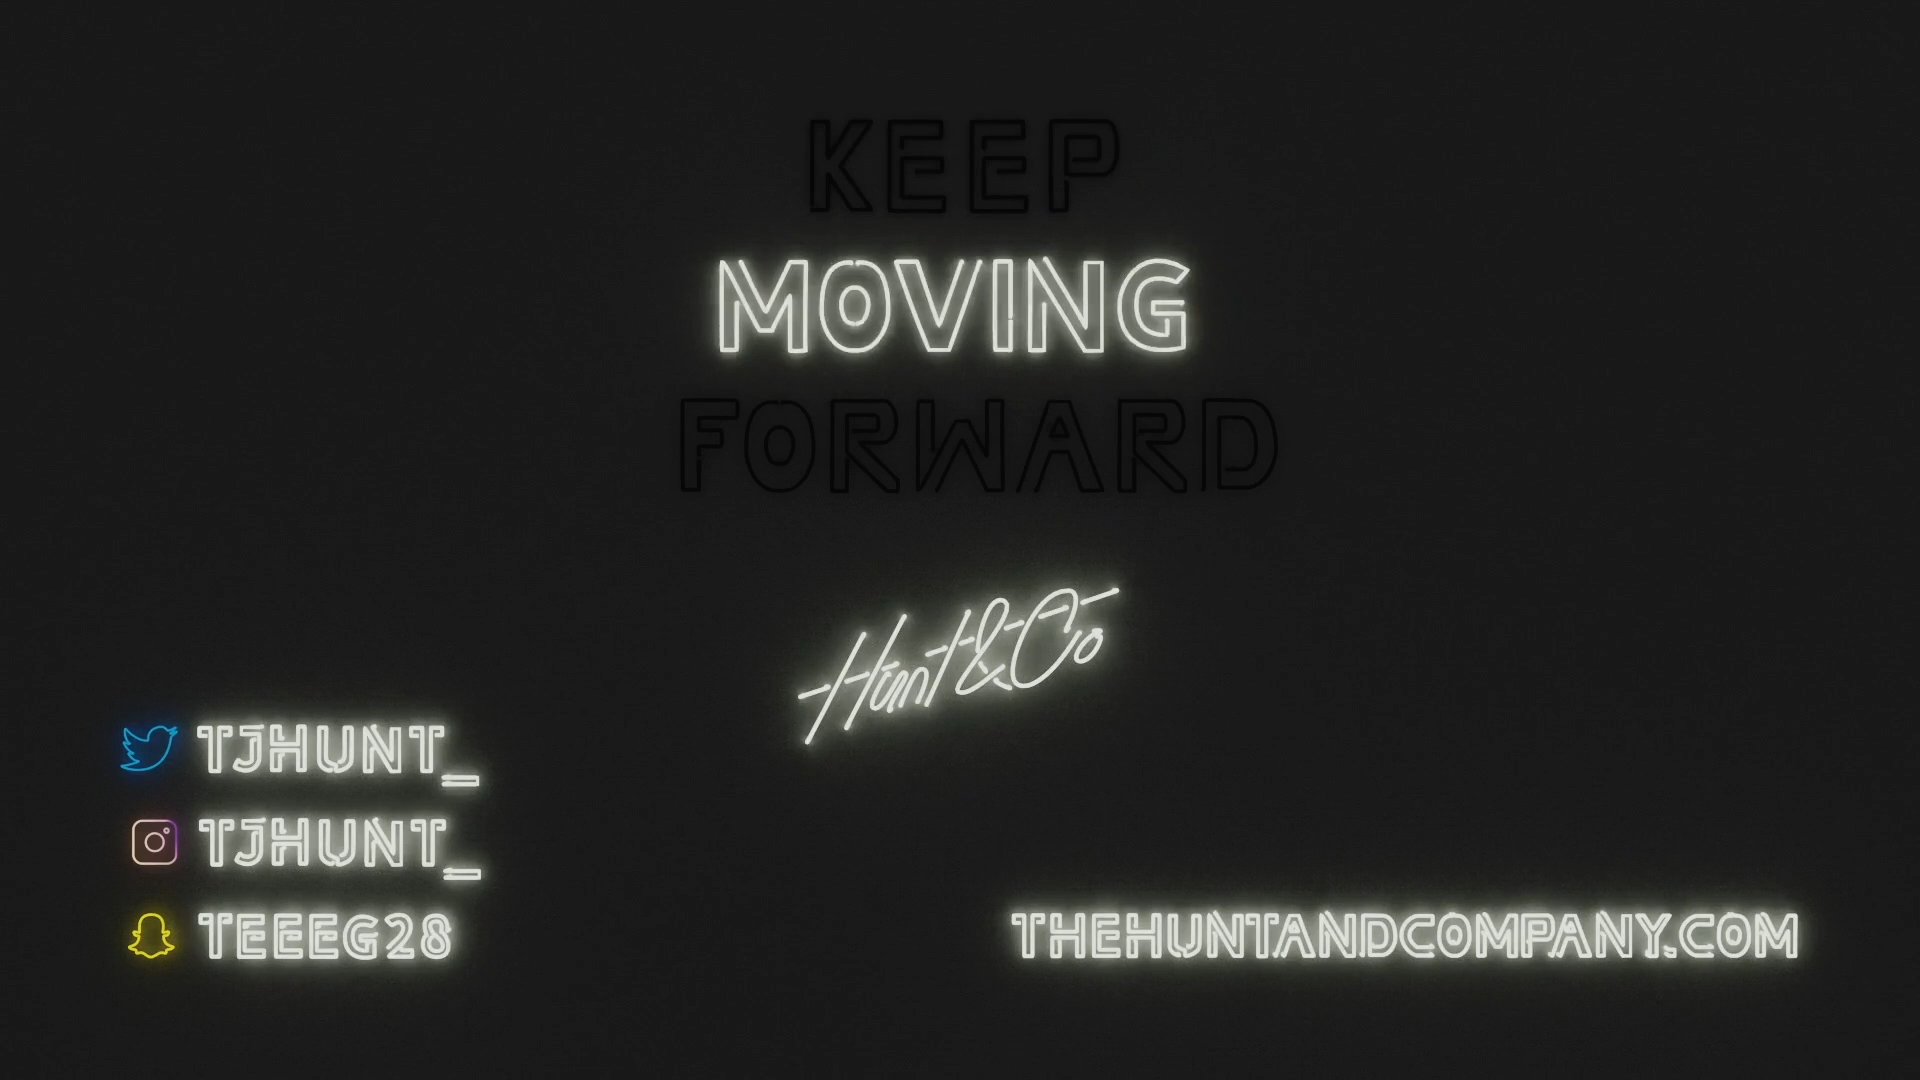 KEEP
MOVING
FORWARD
Hunt&Co
TJHUNT_
TJHUNT_
TEEEG28
THEHUNTANDCOMPANY.COM